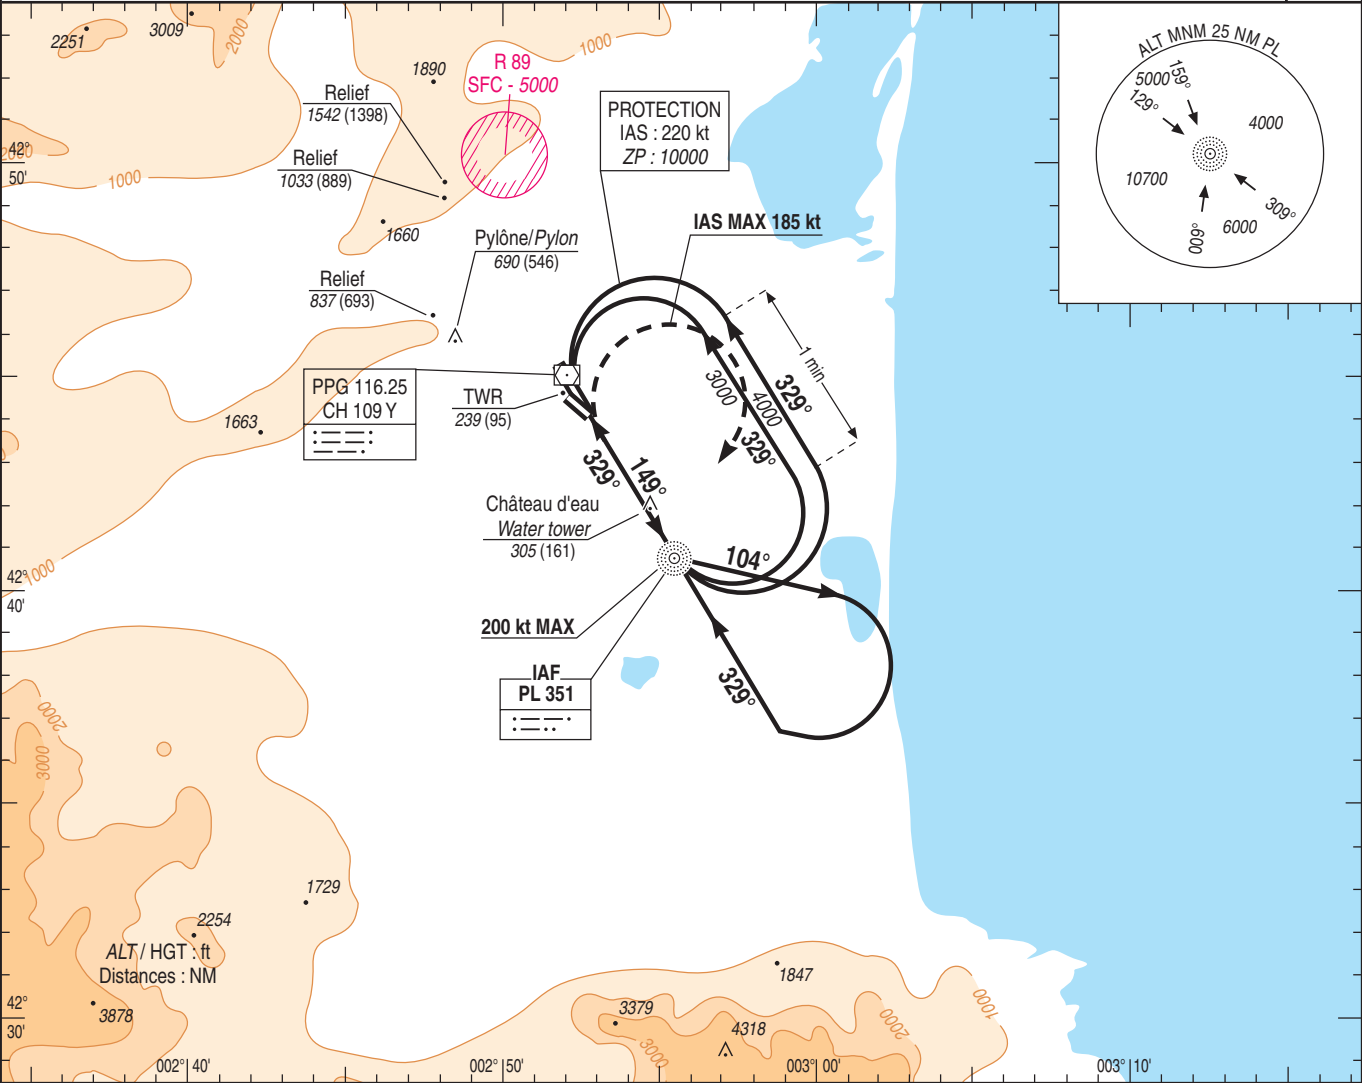 2251
3009
2000
1000
1890
R 89
SFC - 5000
Relief
1542 (1398)
Relief
1033 (889)
1660
PROTECTION
IAS : 220 kt
ZP : 10000
ALT MNM 25 NM PL
5000
159°
129°
4000
10700
309°
6000
009°
42°
50'
2000
1000
IAS MAX 185 kt
Pylône/Pylon
690 (546)
Relief
837 (693)
1 min
PPG 116.25
CH 109 Y
TWR
239 (95)
3000
4000
329°
329°
1663
329°
149°
Château d'eau
Water tower
305 (161)
104°
42°
40'
1000
200 kt MAX
IAF
PL 351
329°
2000
3000
1729
2254
ALT / HGT : ft
Distances : NM
1847
42°
30'
3878
3379
4318
3000
2000
1000
002° 40'
002° 50'
003° 00'
003° 10'